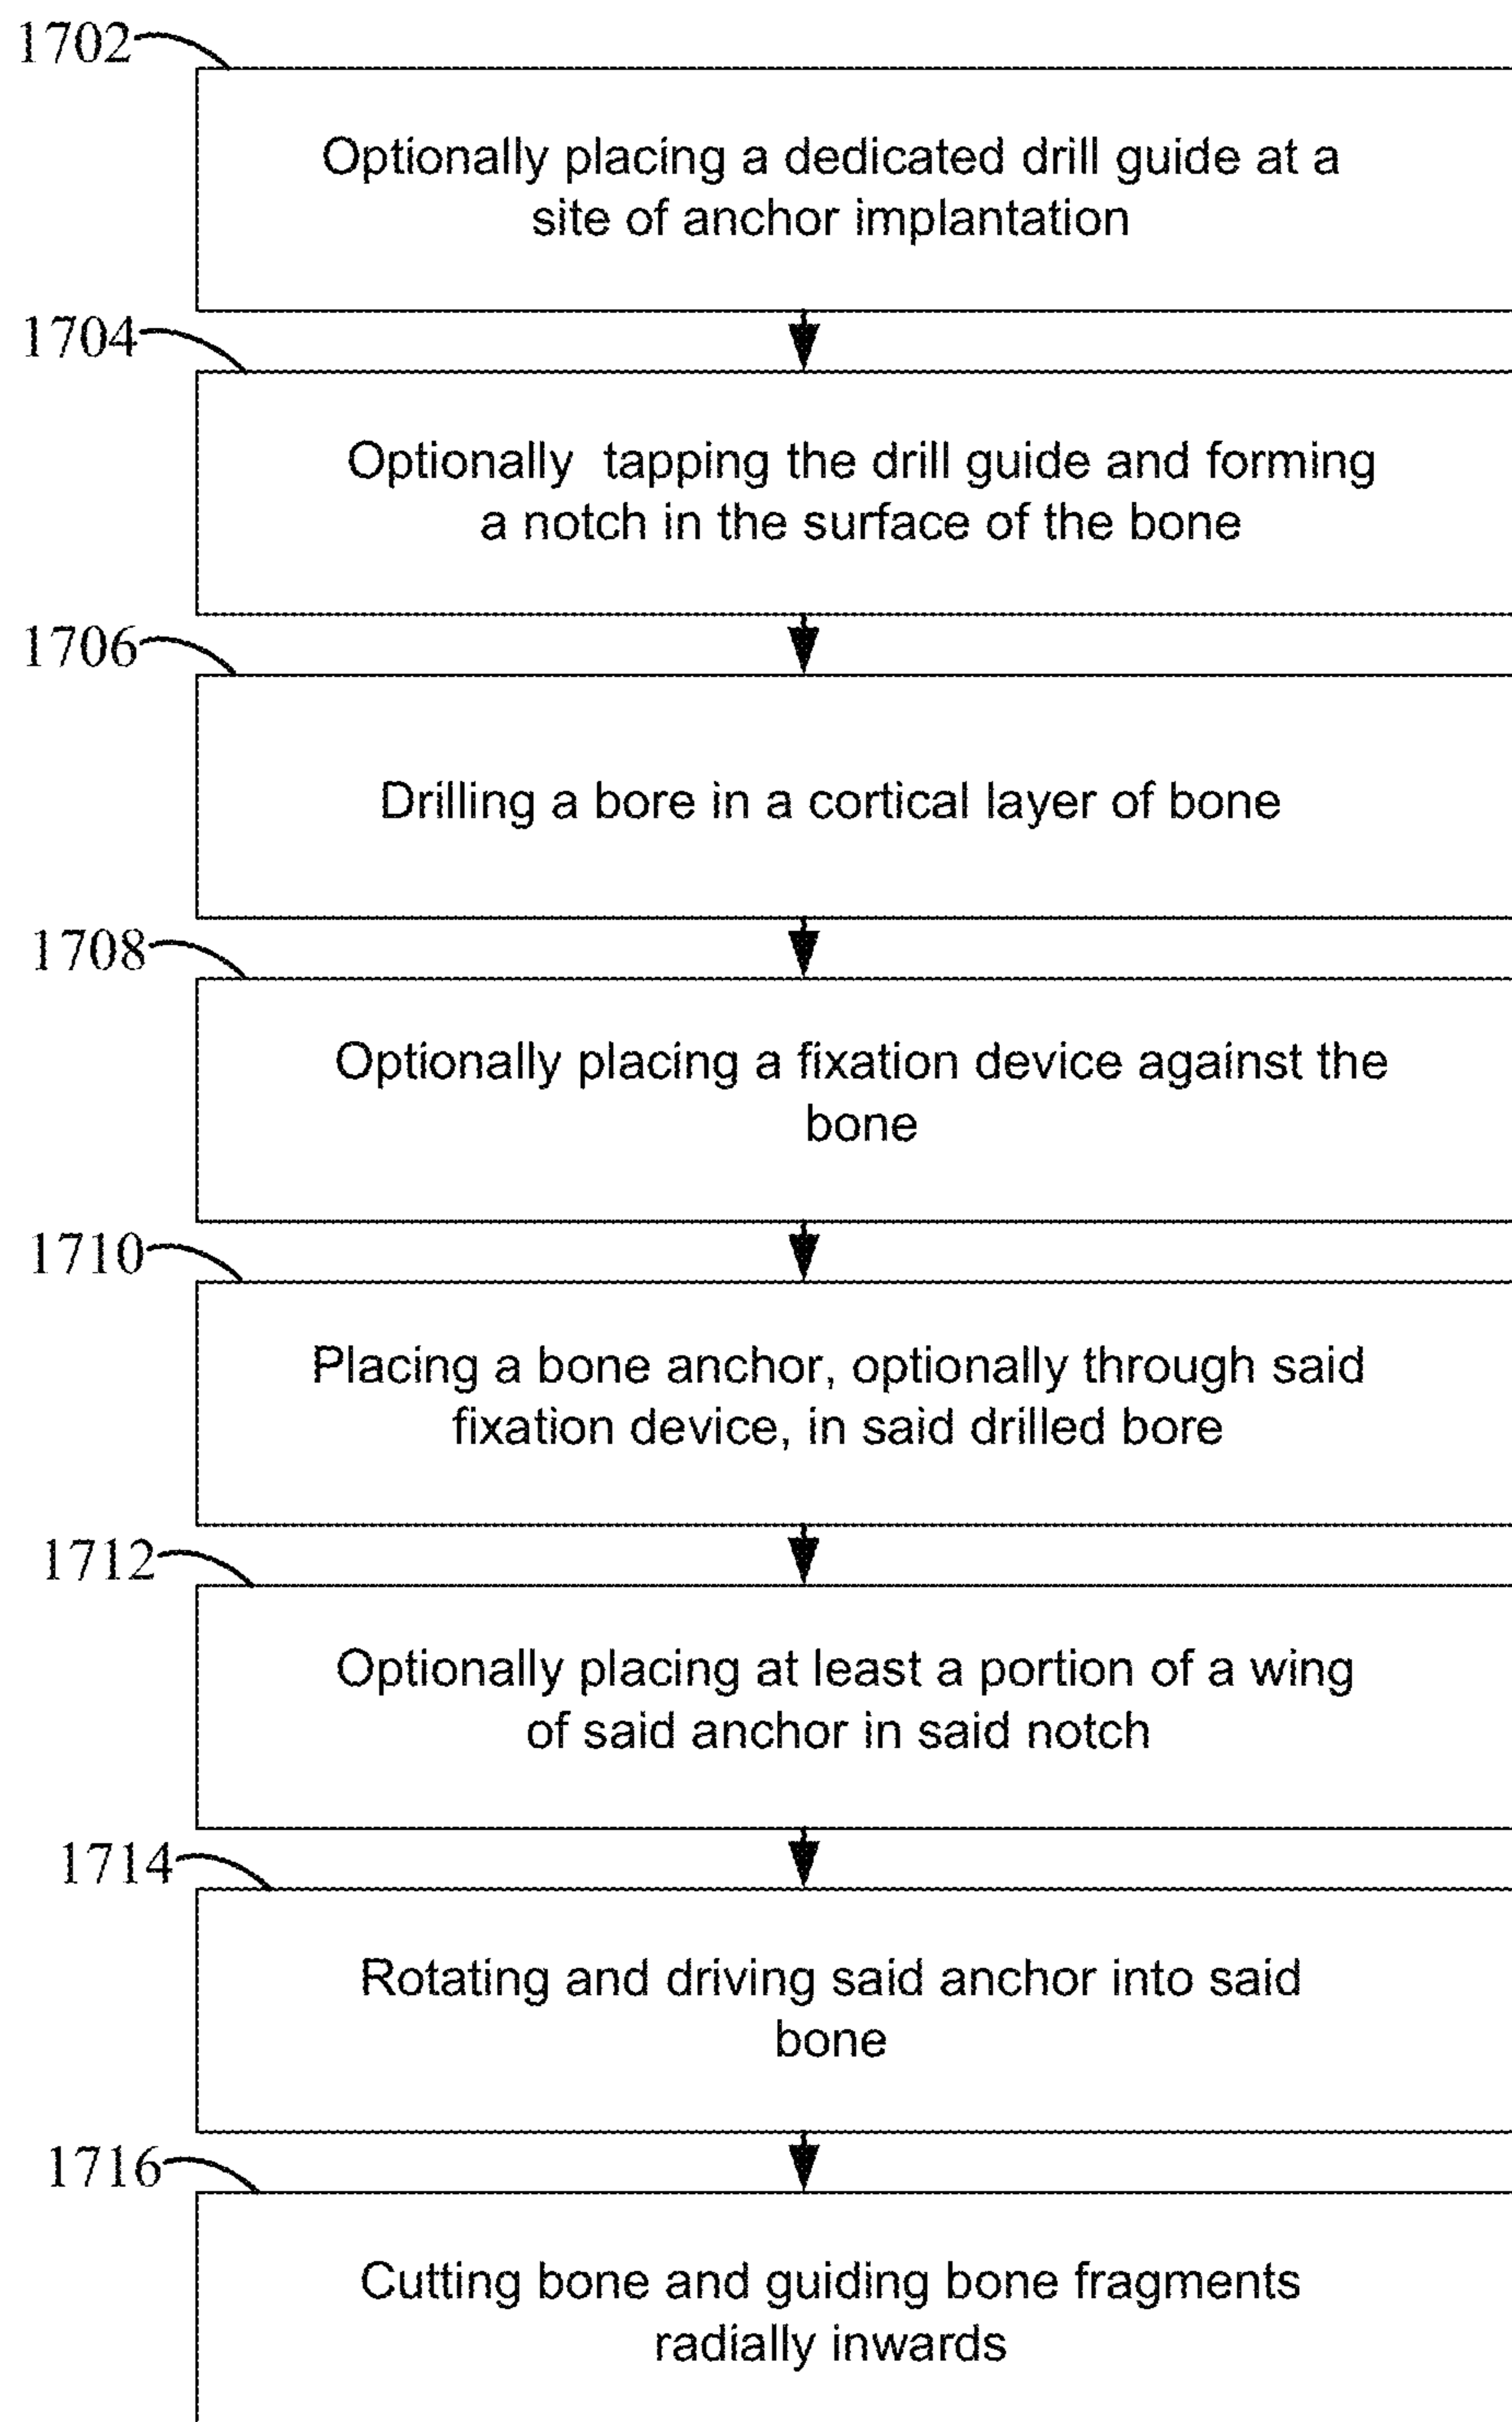 1702
Optionally placing a dedicated drill guide at a
site of anchor implantation
1704
Optionally tapping the drill guide and forming
a notch in the surface of the bone
1706
Drilling a bore in a cortical layer of bone
1708
Optionally placing a fixation device against the
bone
1710
Placing a bone anchor, optionally through said
fixation device, in said drilled bore
1712
Optionally placing at least a portion of a wing
of said anchor in said notch
1714
Rotating and driving said anchor into said
bone
1716
Cutting bone and guiding bone fragments
radially inwards